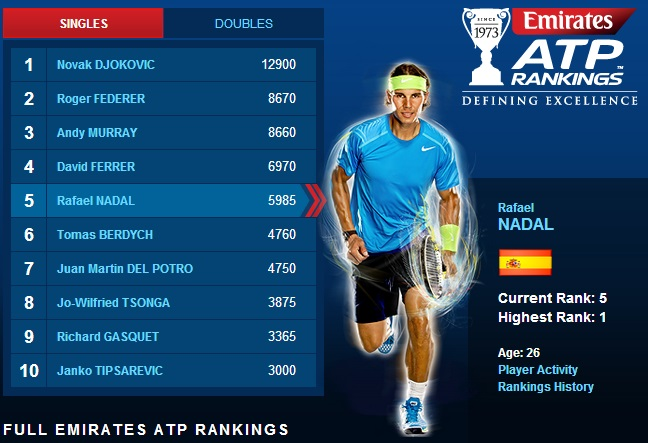 SINGLES
DOUBLES
1 Novak DJOKOVIC 12900
2 Roger FEDERER 8670
3 Andy MURRAY 8660
4 David FERRER 6970
5 Rafael NADAL 5985
6 Tomas BERDYCH 4760
7 Juan Martin DEL POTRO 4750
8 Jo-Wilfried TSONGA 3875
9 Richard GASQUET 3365
10 Janko TIPSAREVIC 3000
FULL EMIRATES ATP RANKINGS
SINCE
1973
Emirates
ATP
RANKINGS™
DEFINING EXCELLENCE
Rafael
NADAL
Current Rank: 5
Highest Rank: 1
Age: 26
Player Activity
Rankings History